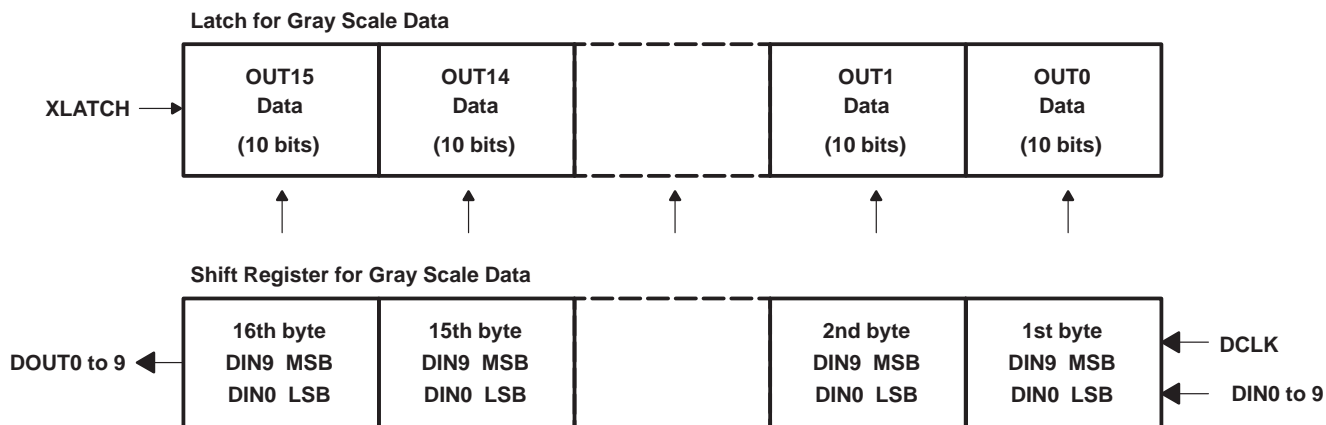 Latch for Gray Scale Data
XLATCH
OUT15
Data
(10 bits)
OUT14
Data
(10 bits)
OUT1
Data
(10 bits)
OUT0
Data
(10 bits)
Shift Register for Gray Scale Data
DOUT0 to 9
16th byte
DIN9 MSB
DIN0 LSB
15th byte
DIN9 MSB
DIN0 LSB
2nd byte
DIN9 MSB
DIN0 LSB
1st byte
DIN9 MSB
DIN0 LSB
DCLK
DIN0 to 9